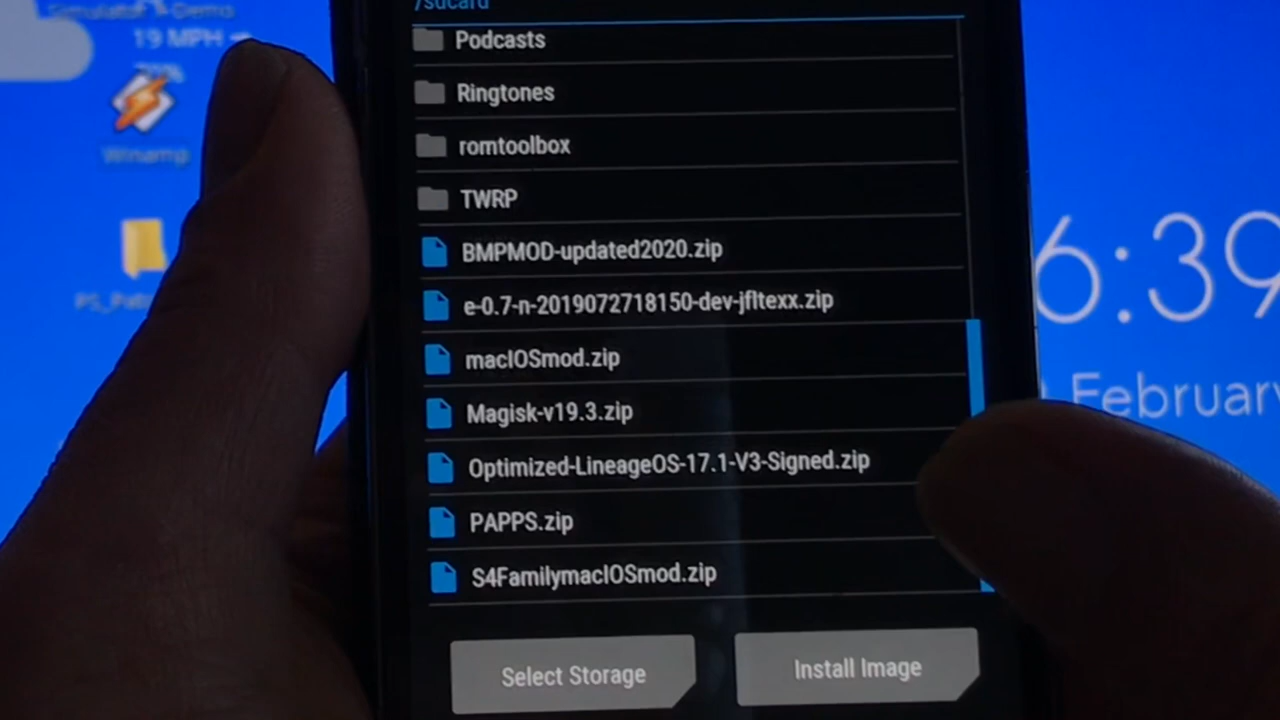 /sdcard
Podcasts
Ringtones
romtoolbox
TWRP
BMPMOD-updated2020.zip
e-0.7-n-2019072718150-dev-jfltexx.zip
macIOSmod.zip
Magisk-v19.3.zip
Optimized-LineageOS-17.1-V3-Signed.zip
PAPPS.zip
S4FamilymacIOSmod.zip
Select Storage
Install Image
19 MPH
Winamp
6:39
February